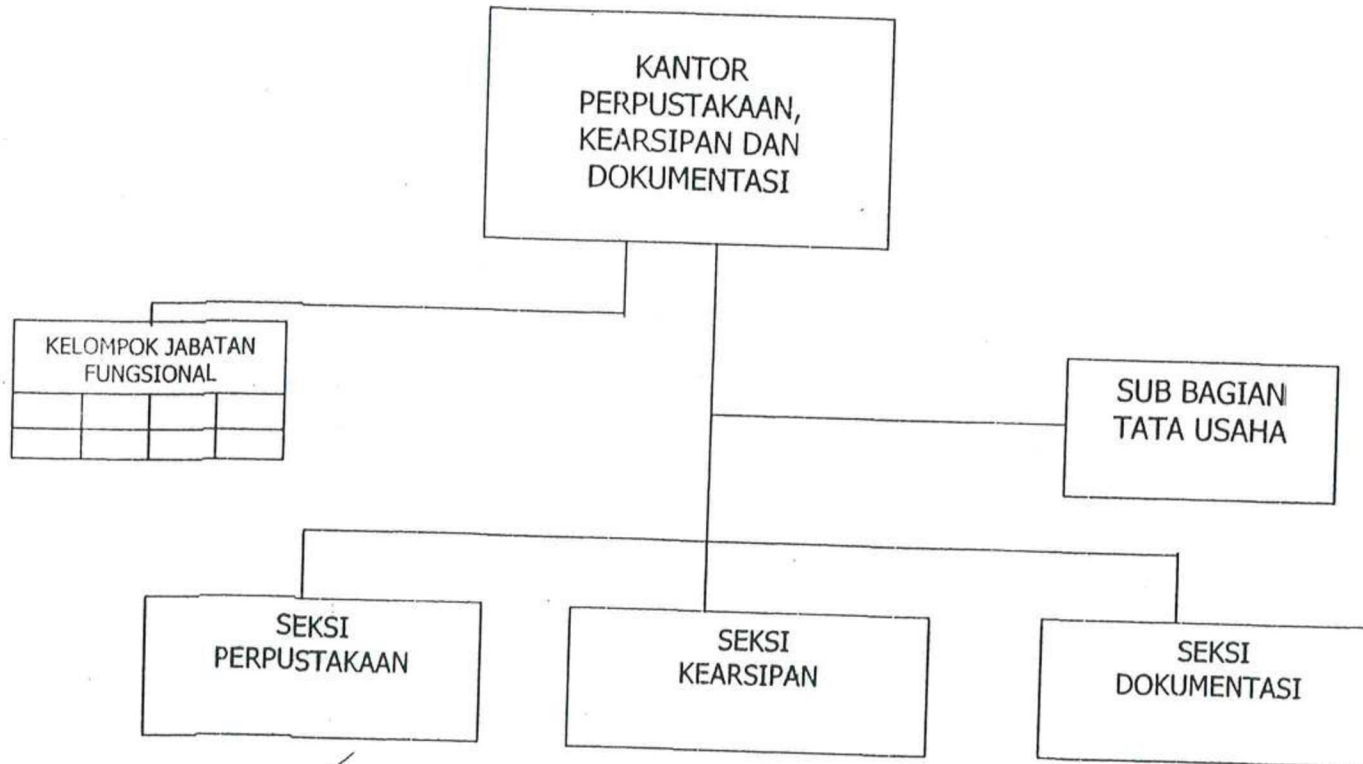 KANTOR
PERPUSTAKAAN,
KEARSIPAN DAN
DOKUMENTASI
KELOMPOK JABATAN
FUNGSIONAL
SUB BAGIAN
TATA USAHA
SEKSI
PERPUSTAKAAN
SEKSI
KEARSIPAN
SEKSI
DOKUMENTASI